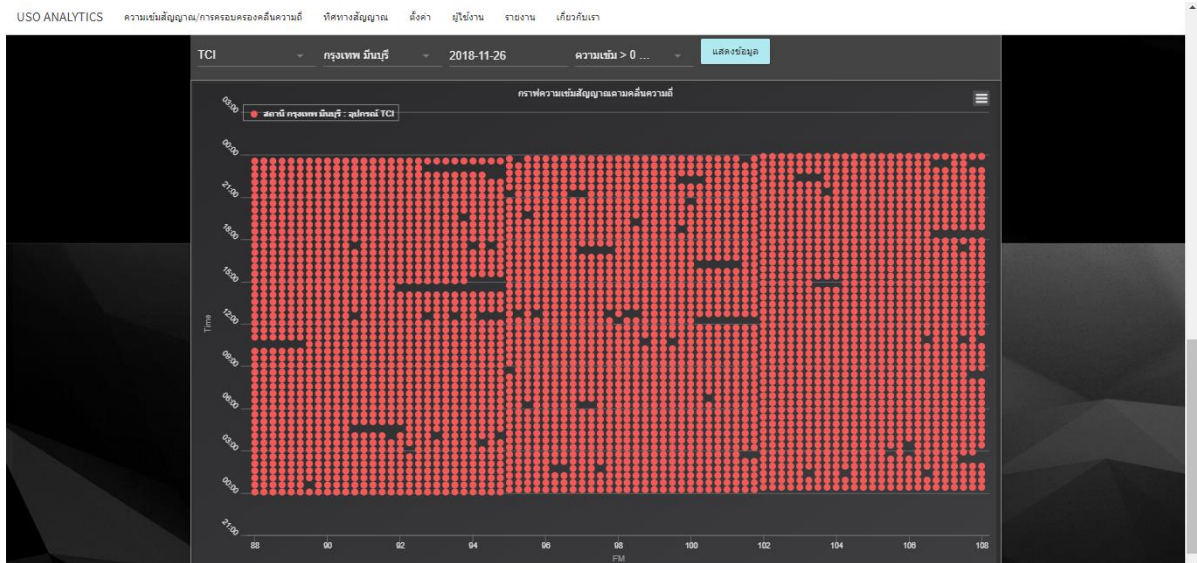 USO ANALYTICS ความเข้มสัญญาณ/การครอบครองคลื่นความถี่ ทิศทางสัญญาณ ตั้งค่า ผู้ใช้งาน รายงาน เกี่ยวกับเรา
TCI กรุงเทพ มีนบุรี 2018-11-26 ความเข้ม > 0 ... แสดงข้อมูล
กราฟความเข้มสัญญาณตามคลื่นความถี่
สถานี กรุงเทพ มีนบุรี : อุปกรณ์ TCI
03:00
00:00
21:00
18:00
15:00
12:00
09:00
06:00
03:00
00:00
21:00
Time
88 90 92 94 96 98 100 102 104 106 108
FM